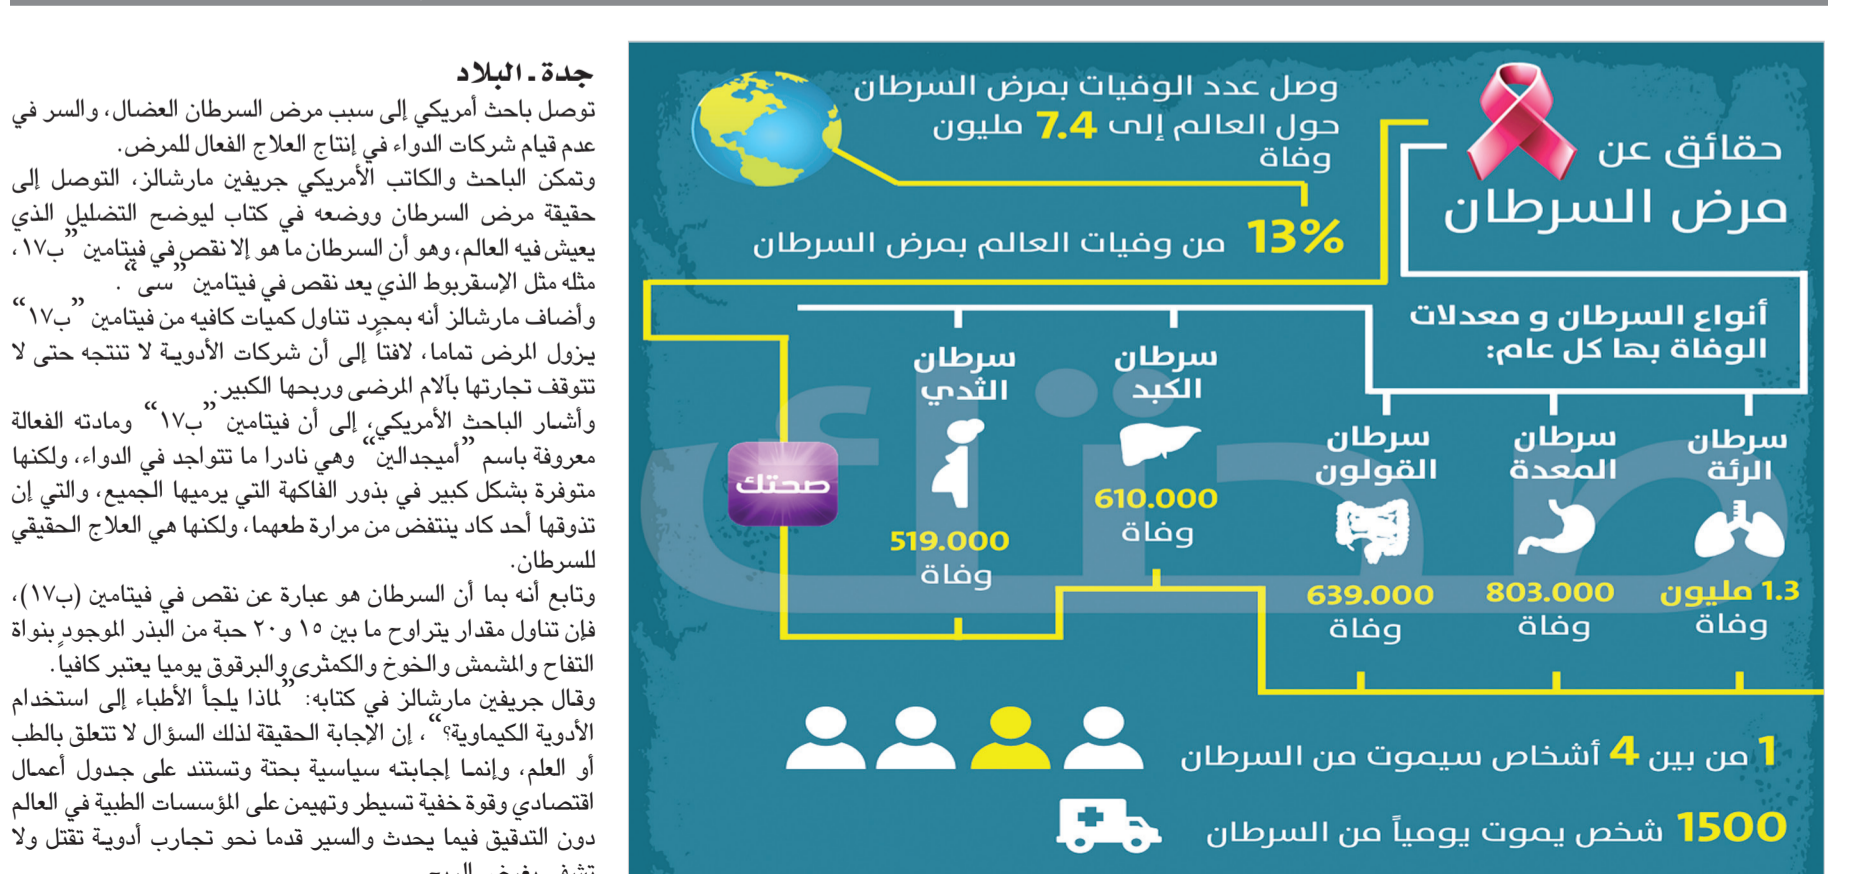 حقائق عن
مرض السرطان
وصل عدد الوفيات بمرض السرطان
حول العالم إلى 7.4 مليون
وفاة
13% من وفيات العالم بمرض السرطان
أنواع السرطان و معدلات
الوفاة بها كل عام:
سرطان
الرئة
1.3 مليون
وفاة
سرطان
المعدة
803.000
وفاة
سرطان
القولون
639.000
وفاة
سرطان
الكبد
610.000
وفاة
سرطان
الثدي
519.000
وفاة
صحتك
صحتك
1 من بين 4 أشخاص سيموت من السرطان
1500 شخص يموت يومياً من السرطان
جدة ـ البلاد
توصل باحث أمريكي إلى سبب مرض السرطان العضال، والسر في
عدم قيام شركات الدواء في إنتاج العلاج الفعال للمرض.
وتمكن الباحث والكاتب الأمريكي جريفين مارشالز، التوصل إلى
حقيقة مرض السرطان ووضعه في كتاب ليوضح التضليل الذي
يعيش فيه العالم، وهو أن السرطان ما هو إلا نقص في فيتامين ”ب١٧،
مثله مثل الإسقربوط الذي يعد نقص في فيتامين ”سى“.
وأضاف مارشالز أنه بمجرد تناول كميات كافيه من فيتامين ”ب١٧“
يزول المرض تماما، لافتاً إلى أن شركات الأدوية لا تنتجه حتى لا
تتوقف تجارتها بآلام المرضى وربحها الكبير.
وأشار الباحث الأمريكي، إلى أن فيتامين ”ب١٧“ ومادته الفعالة
معروفة باسم ”أميجدالين“ وهي نادرا ما تتواجد في الدواء، ولكنها
متوفرة بشكل كبير في بذور الفاكهة التي يرميها الجميع، والتي إن
تذوقها أحد كاد ينتفض من مرارة طعهما، ولكنها هي العلاج الحقيقي
للسرطان.
وتابع أنه بما أن السرطان هو عبارة عن نقص في فيتامين (ب١٧)،
فإن تناول مقدار يتراوح ما بين ١٥ و٢٠ حبة من البذر الموجود بنواة
التفاح والمشمش والخوخ والكمثرى والبرقوق يوميا يعتبر كافياً.
وقال جريفين مارشالز في كتابه: ”لماذا يلجأ الأطباء إلى استخدام
الأدوية الكيماوية؟“، إن الإجابة الحقيقة لذلك السؤال لا تتعلق بالطب
أو العلم، وإنما إجابته سياسية بحتة وتستند على جدول أعمال
اقتصادي وقوة خفية تسيطر وتهيمن على المؤسسات الطبية في العالم
دون التدقيق فيما يحدث والسير قدما نحو تجارب أدوية تقتل ولا